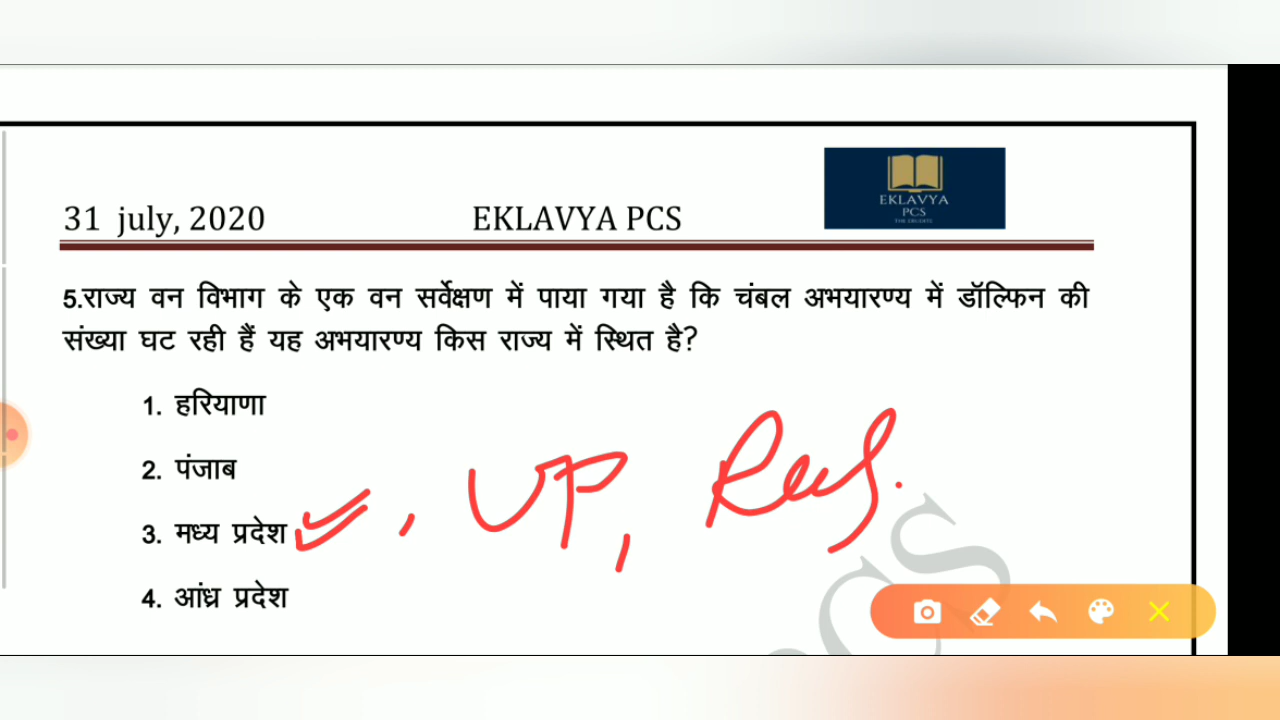 31 july, 2020 EKLAVYA PCS
EKLAVYA
PCS
5.राज्य वन विभाग के एक वन सर्वेक्षण में पाया गया है कि चंबल अभयारण्य में डॉल्फिन की
संख्या घट रही हैं यह अभयारण्य किस राज्य में स्थित है?
1. हरियाणा
2. पंजाब
3. मध्य प्रदेश , UP,
4. आंध्र प्रदेश
CS